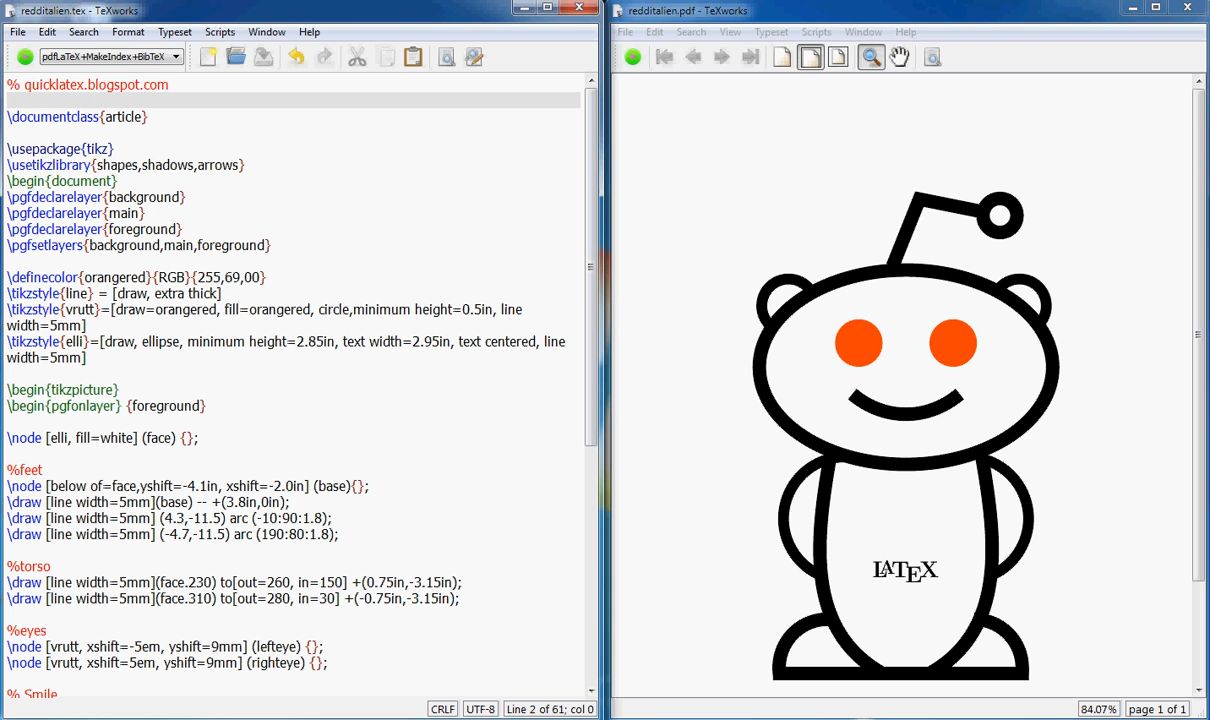 redditalien.tex - TeXworks
File Edit Search Format Typeset Scripts Window Help
pdfLaTeX+MakeIndex+BibTeX
% quicklatex.blogspot.com
\documentclass{article}
\usepackage{tikz}
\usetikzlibrary{shapes,shadows,arrows}
\begin{document}
\pgfdeclarelayer{background}
\pgfdeclarelayer{main}
\pgfdeclarelayer{foreground}
\pgfsetlayers{background,main,foreground}
\definecolor{orangered}{RGB}{255,69,00}
\tikzstyle{line} = [draw, extra thick]
\tikzstyle{vrutt}=[draw=orangered, fill=orangered, circle,minimum height=0.5in, line
width=5mm]
\tikzstyle{elli}=[draw, ellipse, minimum height=2.85in, text width=2.95in, text centered, line
width=5mm]
\begin{tikzpicture}
\begin{pgfonlayer} {foreground}
\node [elli, fill=white] (face) {};
%feet
\node [below of=face,yshift=-4.1in, xshift=-2.0in] (base){};
\draw [line width=5mm](base) -- +(3.8in,0in);
\draw [line width=5mm] (4.3,-11.5) arc (-10:90:1.8);
\draw [line width=5mm] (-4.7,-11.5) arc (190:80:1.8);
%torso
\draw [line width=5mm](face.230) to[out=260, in=150] +(0.75in,-3.15in);
\draw [line width=5mm](face.310) to[out=280, in=30] +(-0.75in,-3.15in);
%eyes
\node [vrutt, xshift=-5em, yshift=9mm] (lefteye) {};
\node [vrutt, xshift=5em, yshift=9mm] (righteye) {};
% Smile
CRLF UTF-8 Line 2 of 61; col 0
redditalien.pdf - TeXworks
File Edit Search View Typeset Scripts Window Help
LATEX
84.07% page 1 of 1